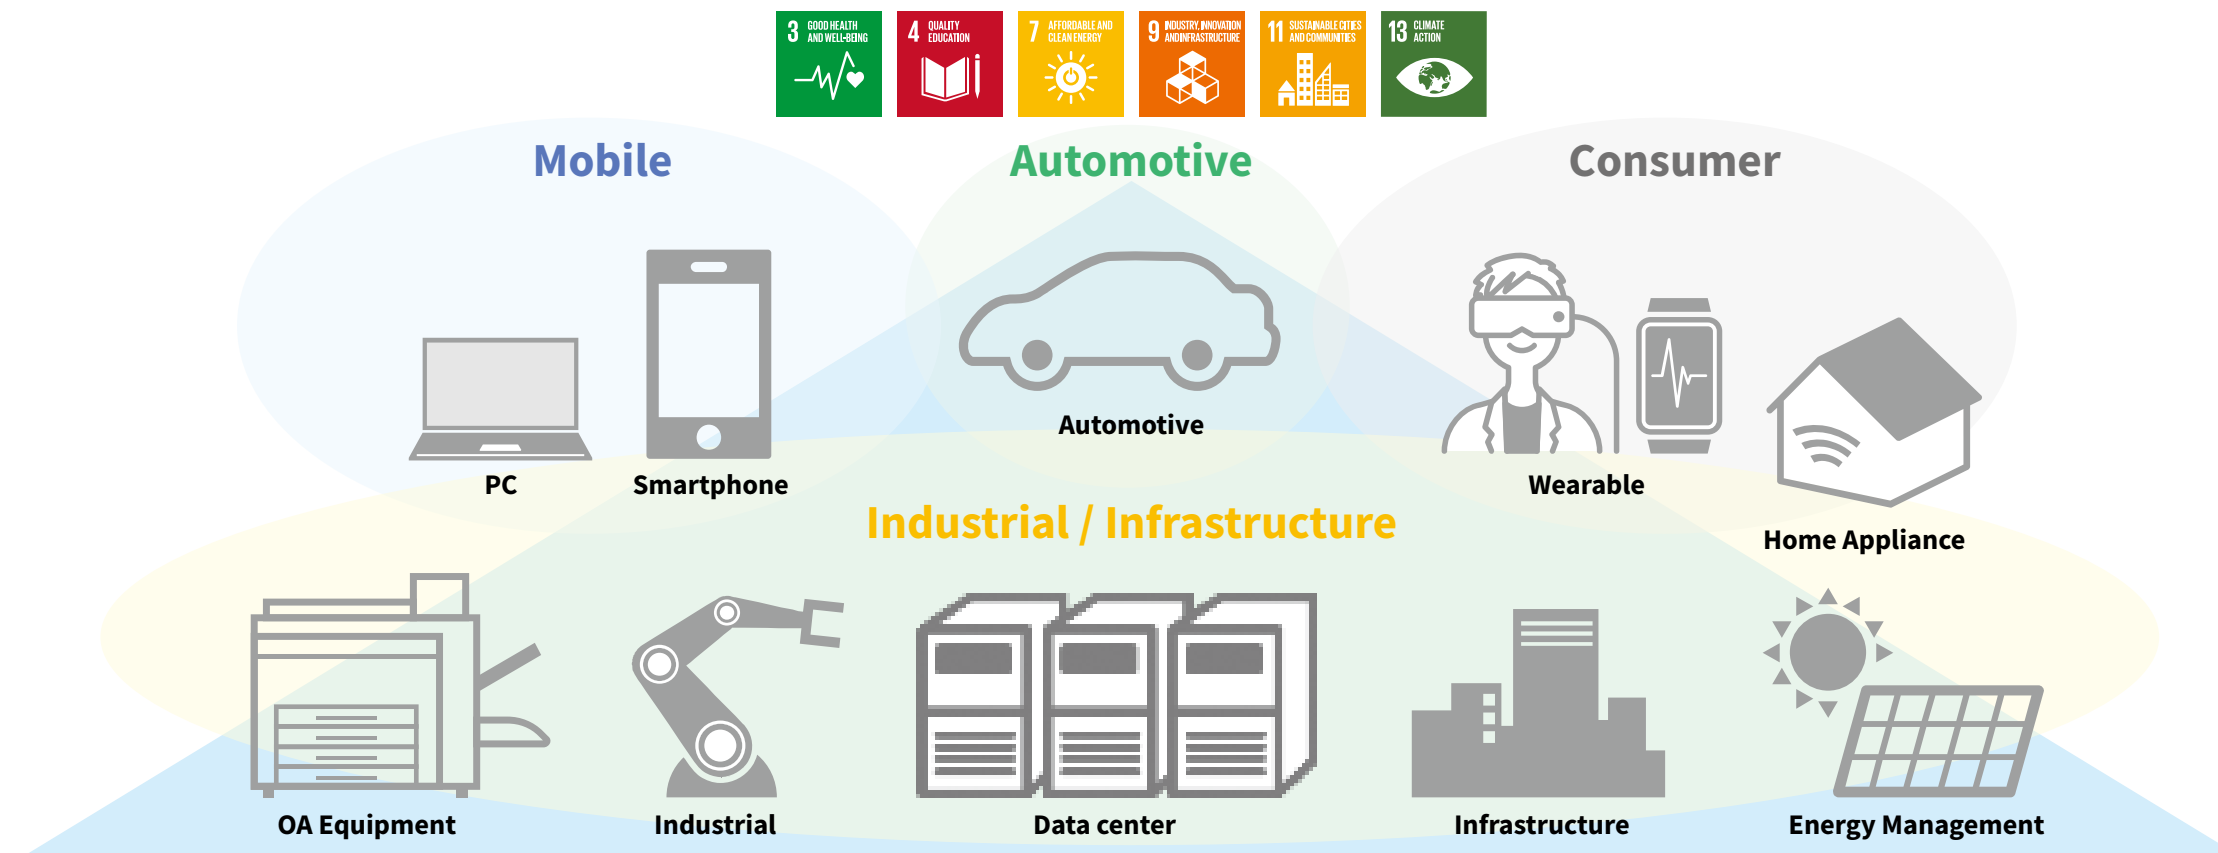 3 GOOD HEALTH
AND WELL-BEING
4 QUALITY
EDUCATION
7 AFFORDABLE AND
CLEAN ENERGY
9 INDUSTRY, INNOVATION
AND INFRASTRUCTURE
11 SUSTAINABLE CITIES
AND COMMUNITIES
13 CLIMATE
ACTION
Mobile
Automotive
Consumer
Automotive
PC
Smartphone
Wearable
Industrial / Infrastructure
Home Appliance
OA Equipment
Industrial
Data center
Infrastructure
Energy Management